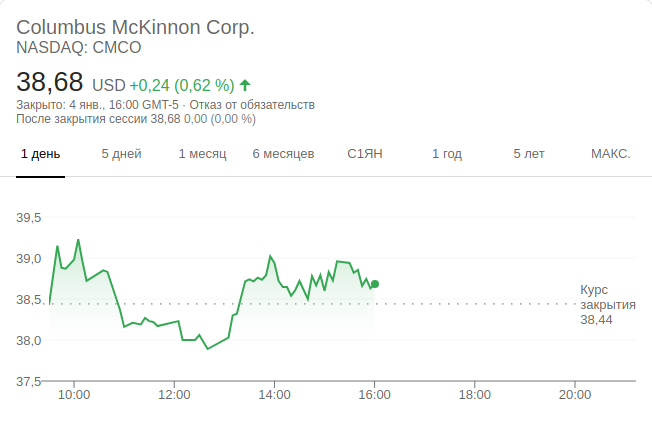 Columbus McKinnon Corp.
NASDAQ: CMCO
38,68 USD +0,24 (0,62 %)
Закрыто: 4 янв., 16:00 GMT-5 · Отказ от обязательств
После закрытия сессии 38,68 0,00 (0,00 %)
1 день 5 дней 1 месяц 6 месяцев С1ЯН 1 год 5 лет МАКС.
39,5
39,0
38,5
38,0
37,5
Курс
закрытия
38,44
10:00 12:00 14:00 16:00 18:00 20:00